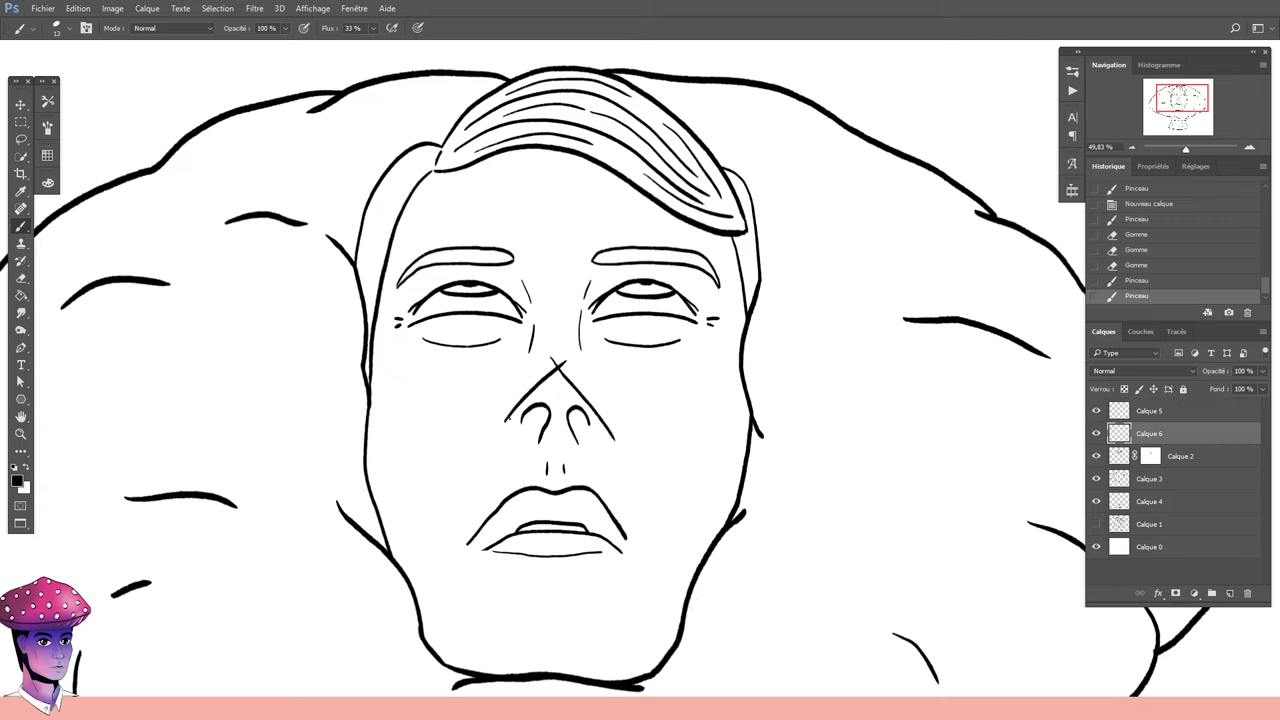 Ps Fichier Edition Image Calque Texte Sélection Filtre 3D Affichage Fenêtre Aide
13 Mode : Normal Opacité : 100 % Flux : 33 %
Navigation Histogramme
49,83 %
Historique Propriétés Réglages
Pinceau
Nouveau calque
Pinceau
Gomme
Gomme
Gomme
Pinceau
Pinceau
Calques Couches Tracés
Type
Normal Opacité : 100 %
Verrou : Fond : 100 %
Calque 5
Calque 6
Calque 2
Calque 3
Calque 4
Calque 1
Calque 0